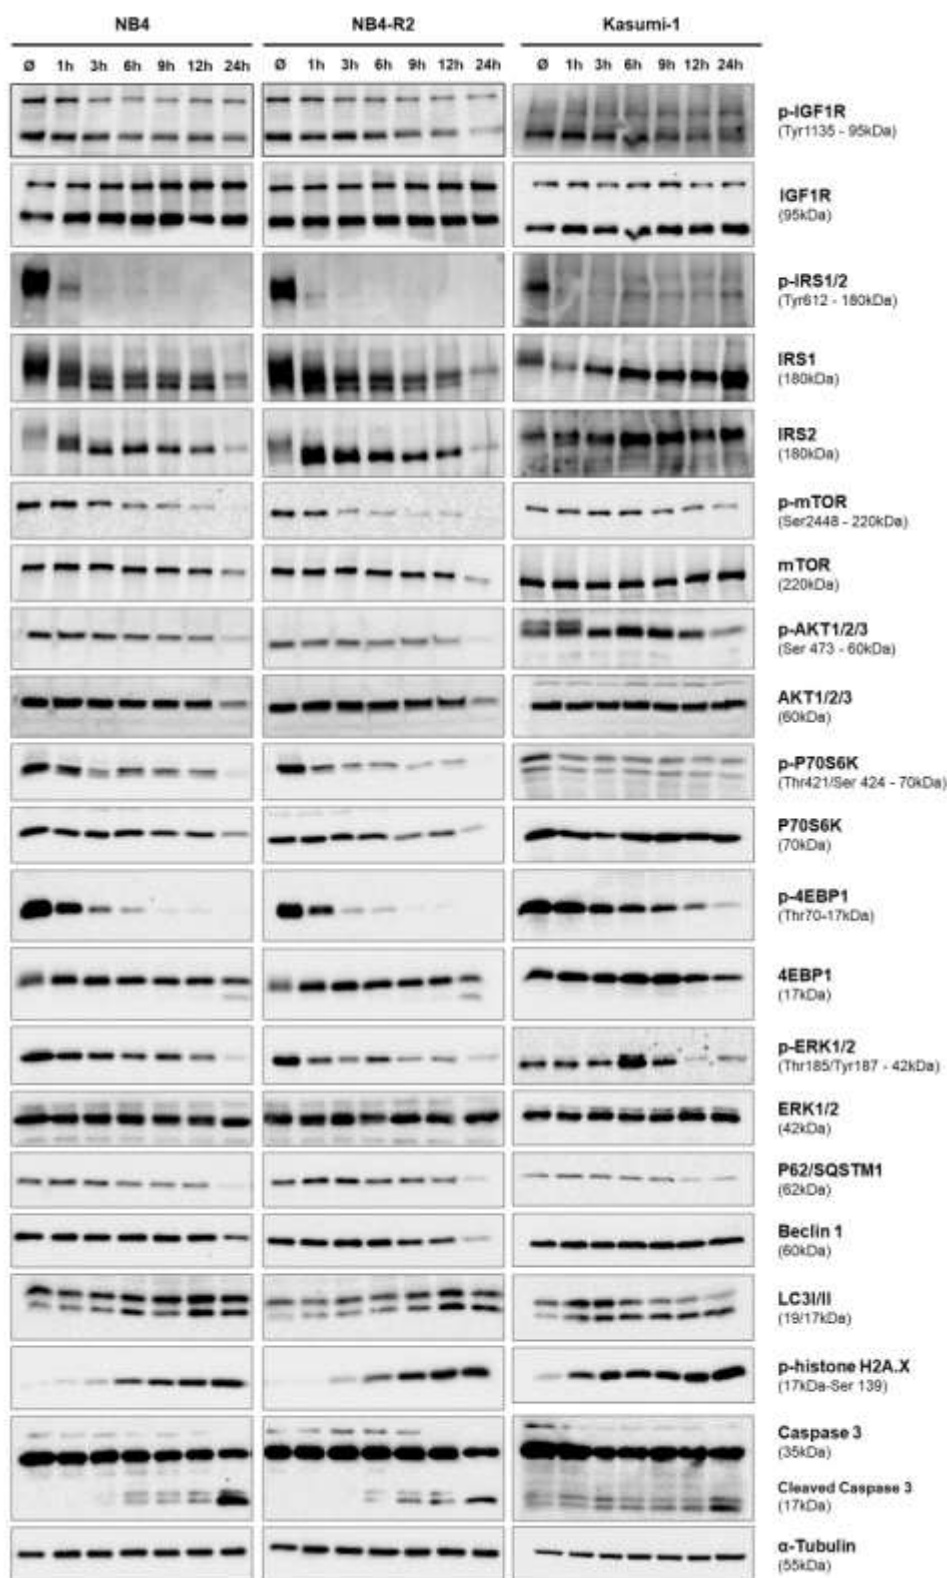 NB4 NB4-R2 Kasumi-1
Ø 1h 3h 6h 9h 12h 24h Ø 1h 3h 6h 9h 12h 24h Ø 1h 3h 6h 9h 12h 24h
p-IGF1R
(Tyr1135 - 95kDa)
IGF1R
(95kDa)
p-IRS1/2
(Tyr612 - 180kDa)
IRS1
(180kDa)
IRS2
(180kDa)
p-mTOR
(Ser2448 - 220kDa)
mTOR
(220kDa)
p-AKT1/2/3
(Ser 473 - 60kDa)
AKT1/2/3
(60kDa)
p-P70S6K
(Thr421/Ser 424 - 70kDa)
P70S6K
(70kDa)
p-4EBP1
(Thr70-17kDa)
4EBP1
(17kDa)
p-ERK1/2
(Thr185/Tyr187 - 42kDa)
ERK1/2
(42kDa)
P62/SQSTM1
(62kDa)
Beclin 1
(60kDa)
LC3I/II
(19/17kDa)
p-histone H2A.X
(17kDa-Ser 139)
Caspase 3
(35kDa)
Cleaved Caspase 3
(17kDa)
α-Tubulin
(55kDa)